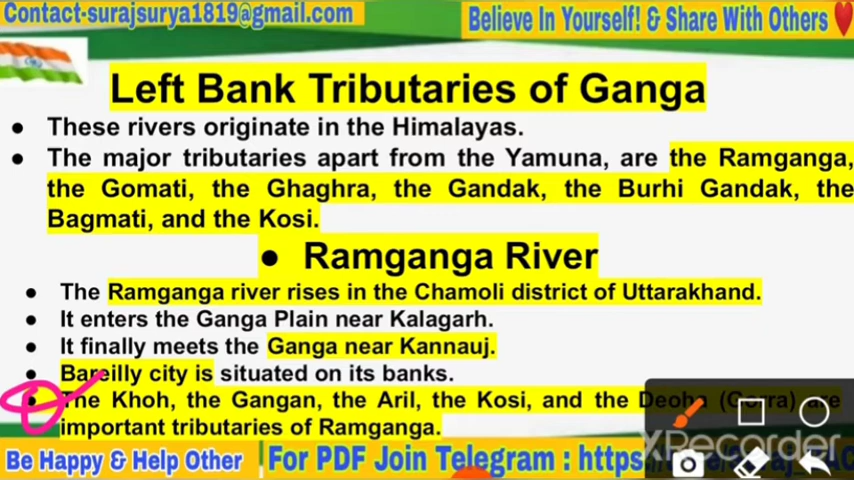 Contact-surajsurya1819@gmail.com
Believe In Yourself! & Share With Others
Left Bank Tributaries of Ganga
● These rivers originate in the Himalayas.
● The major tributaries apart from the Yamuna, are the Ramganga,
the Gomati, the Ghaghra, the Gandak, the Burhi Gandak, the
Bagmati, and the Kosi.
● Ramganga River
● The Ramganga river rises in the Chamoli district of Uttarakhand.
● It enters the Ganga Plain near Kalagarh.
● It finally meets the Ganga near Kannauj.
● Bareilly city is situated on its banks.
● The Khoh, the Gangan, the Aril, the Kosi, and the Deoha (Gorra) are
important tributaries of Ramganga.
XRecorder
Be Happy & Help Other
For PDF Join Telegram : https